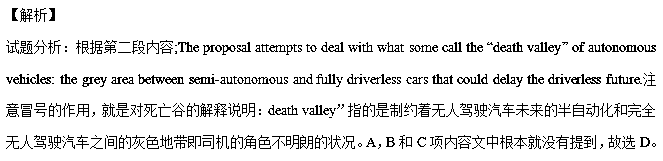 【解析】
试题分析：根据第二段内容;The proposal attempts to deal with what some call the “death valley” of autonomous
vehicles: the grey area between semi-autonomous and fully driverless cars that could delay the driverless future.注
意冒号的作用，就是对死亡谷的解释说明：death valley” 指的是制约着无人驾驶汽车未来的半自动化和完全
无人驾驶汽车之间的灰色地带即司机的角色不明朗的状况。A，B 和 C 项内容文中根本就没有提到，故选 D。